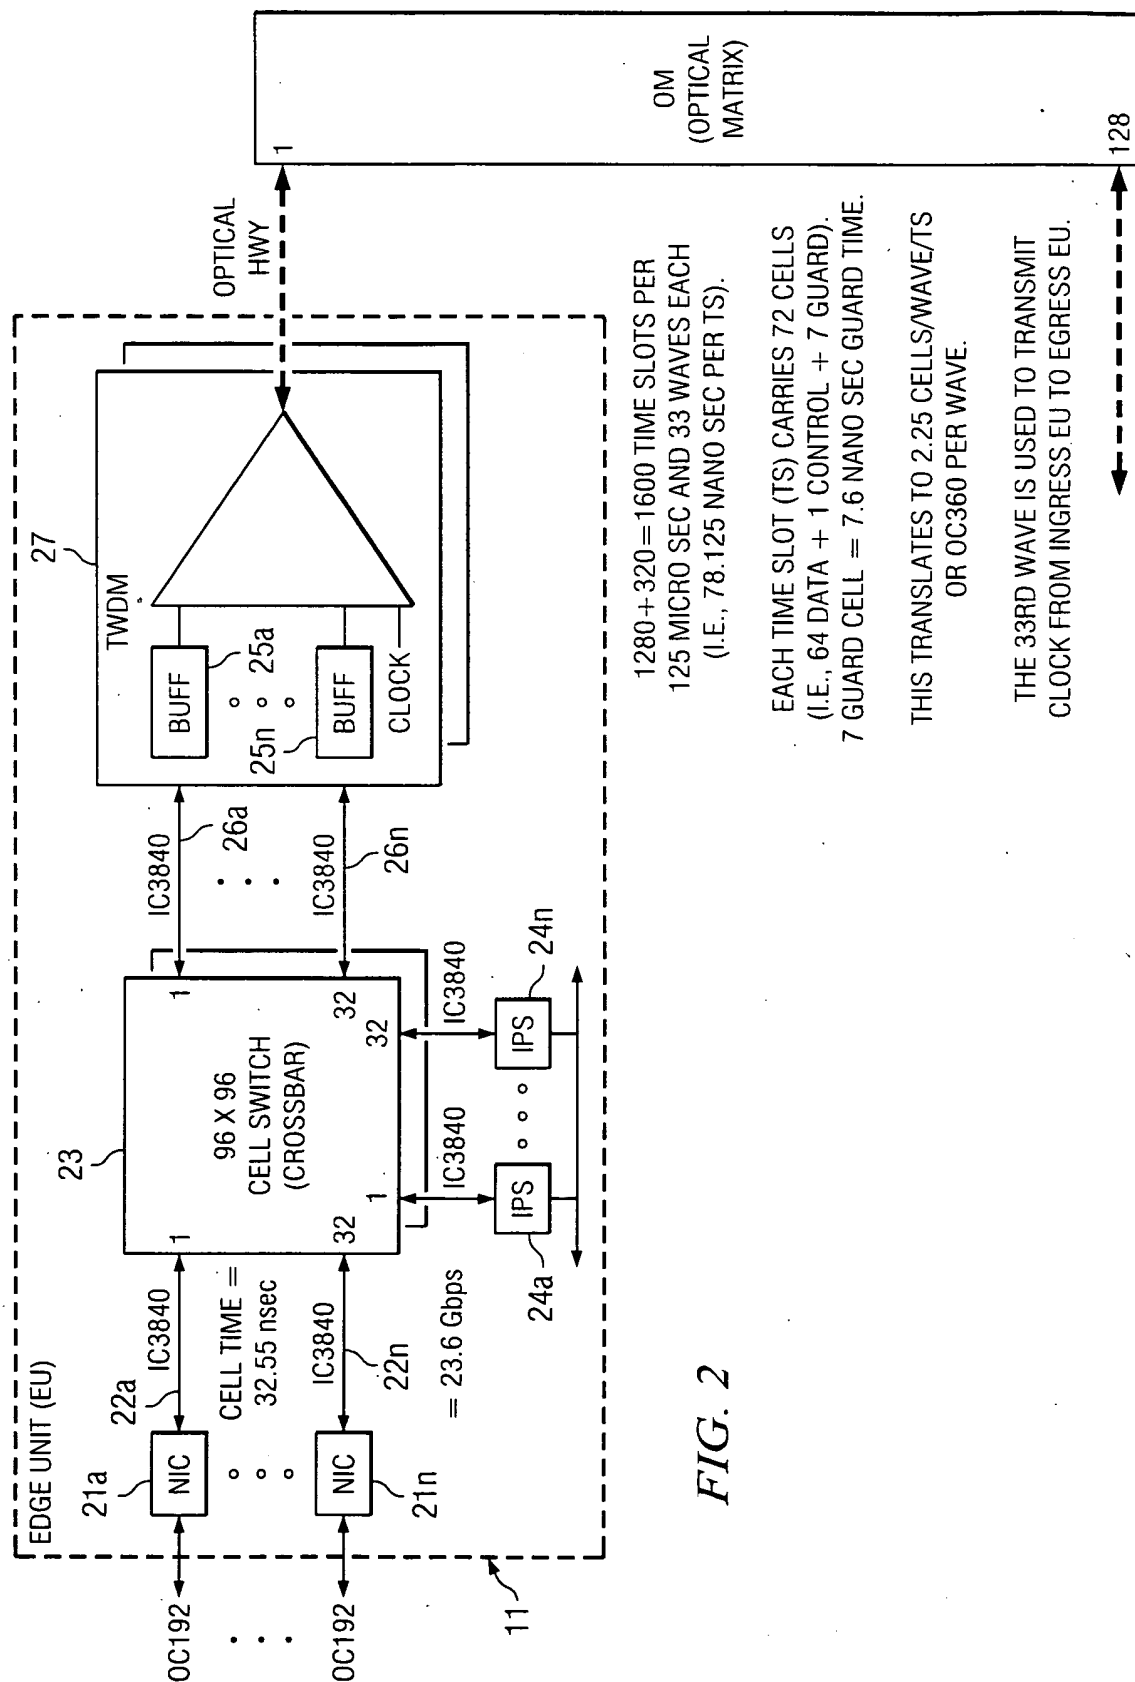 EDGE UNIT (EU)
OC192
OC192
11
21a
NIC
NIC
21n
22a
IC3840
CELL TIME =
32.55 nsec
IC3840
22n
= 23.6 Gbps
23
1
32
96 X 96
CELL SWITCH
(CROSSBAR)
1
32
1
32
IC3840
IC3840
24a
IPS
IPS
24n
IC3840
26a
IC3840
26n
27
TWDM
BUFF
25a
25n
BUFF
CLOCK
OPTICAL
HWY
1
OM
(OPTICAL
MATRIX)
128
1280+320=1600 TIME SLOTS PER
125 MICRO SEC AND 33 WAVES EACH
(I.E., 78.125 NANO SEC PER TS).
EACH TIME SLOT (TS) CARRIES 72 CELLS
(I.E., 64 DATA + 1 CONTROL + 7 GUARD).
7 GUARD CELL = 7.6 NANO SEC GUARD TIME.
THIS TRANSLATES TO 2.25 CELLS/WAVE/TS
OR OC360 PER WAVE.
THE 33RD WAVE IS USED TO TRANSMIT
CLOCK FROM INGRESS EU TO EGRESS EU.
FIG. 2